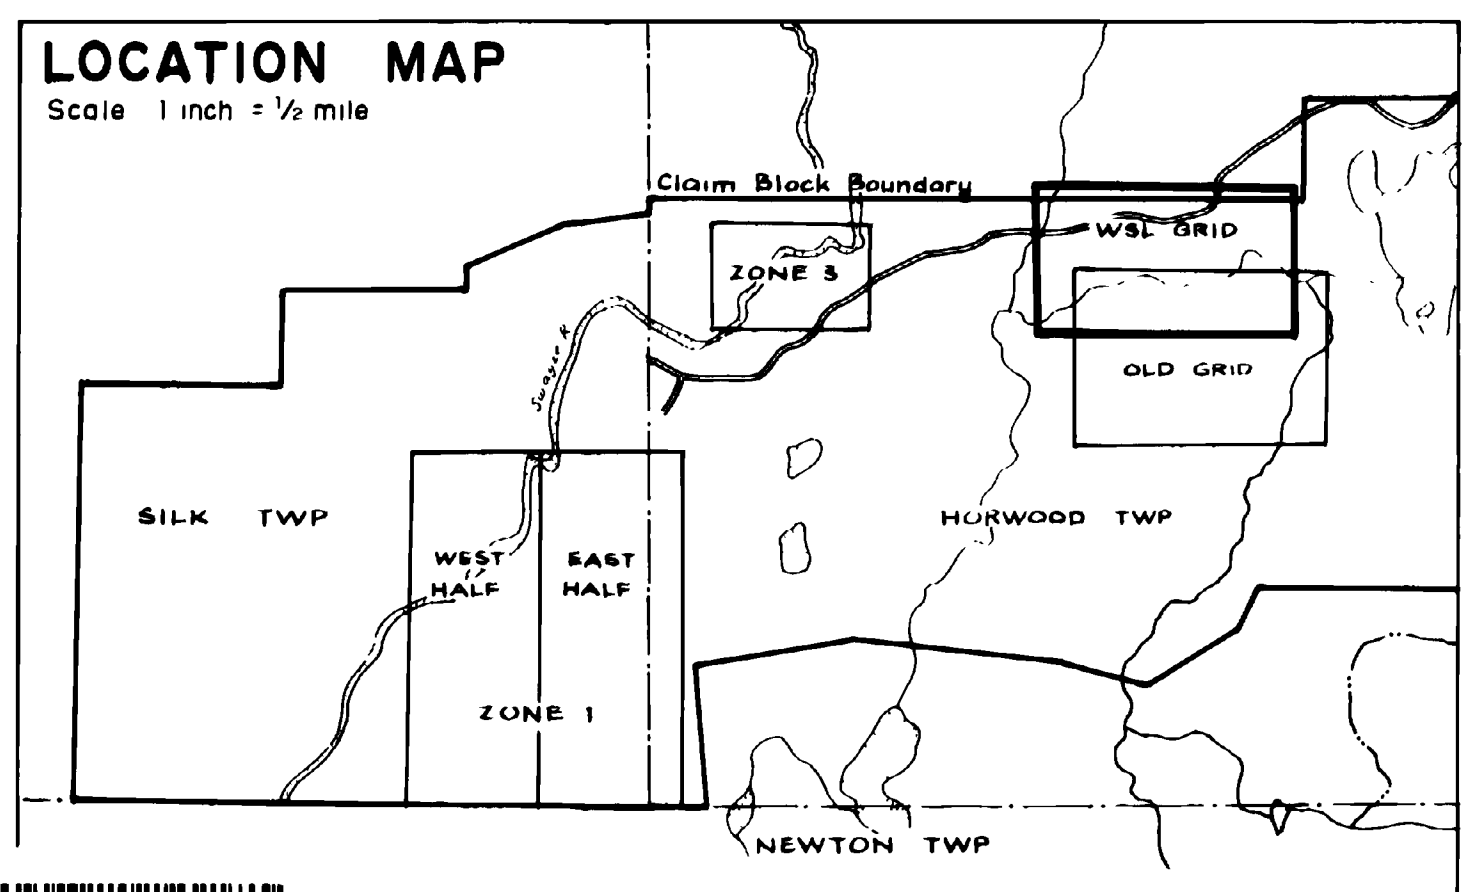 LOCATION MAP
Scale 1 inch = ½ mile
Claim Block Boundary
WSL GRID
ZONE 3
Swayze R
OLD GRID
SILK TWP
HORWOOD TWP
WEST HALF
EAST HALF
ZONE 1
NEWTON TWP